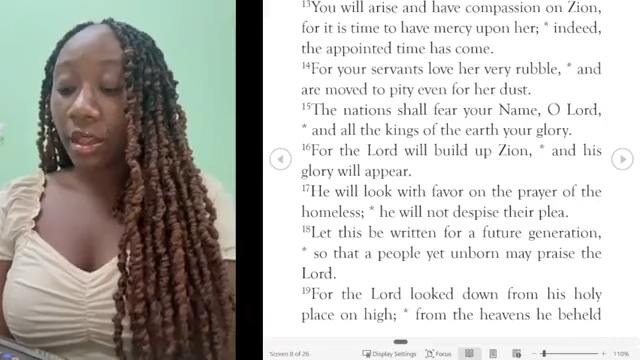 ¹³You will arise and have compassion on Zion,
for it is time to have mercy upon her; * indeed,
the appointed time has come.
¹⁴For your servants love her very rubble, * and
are moved to pity even for her dust.
¹⁵The nations shall fear your Name, O Lord,
* and all the kings of the earth your glory.
¹⁶For the Lord will build up Zion, * and his
glory will appear.
¹⁷He will look with favor on the prayer of the
homeless; * he will not despise their plea.
¹⁸Let this be written for a future generation,
* so that a people yet unborn may praise the
Lord.
¹⁹For the Lord looked down from his holy
place on high; * from the heavens he beheld
Screen 8 of 26 Display Settings Focus 110%